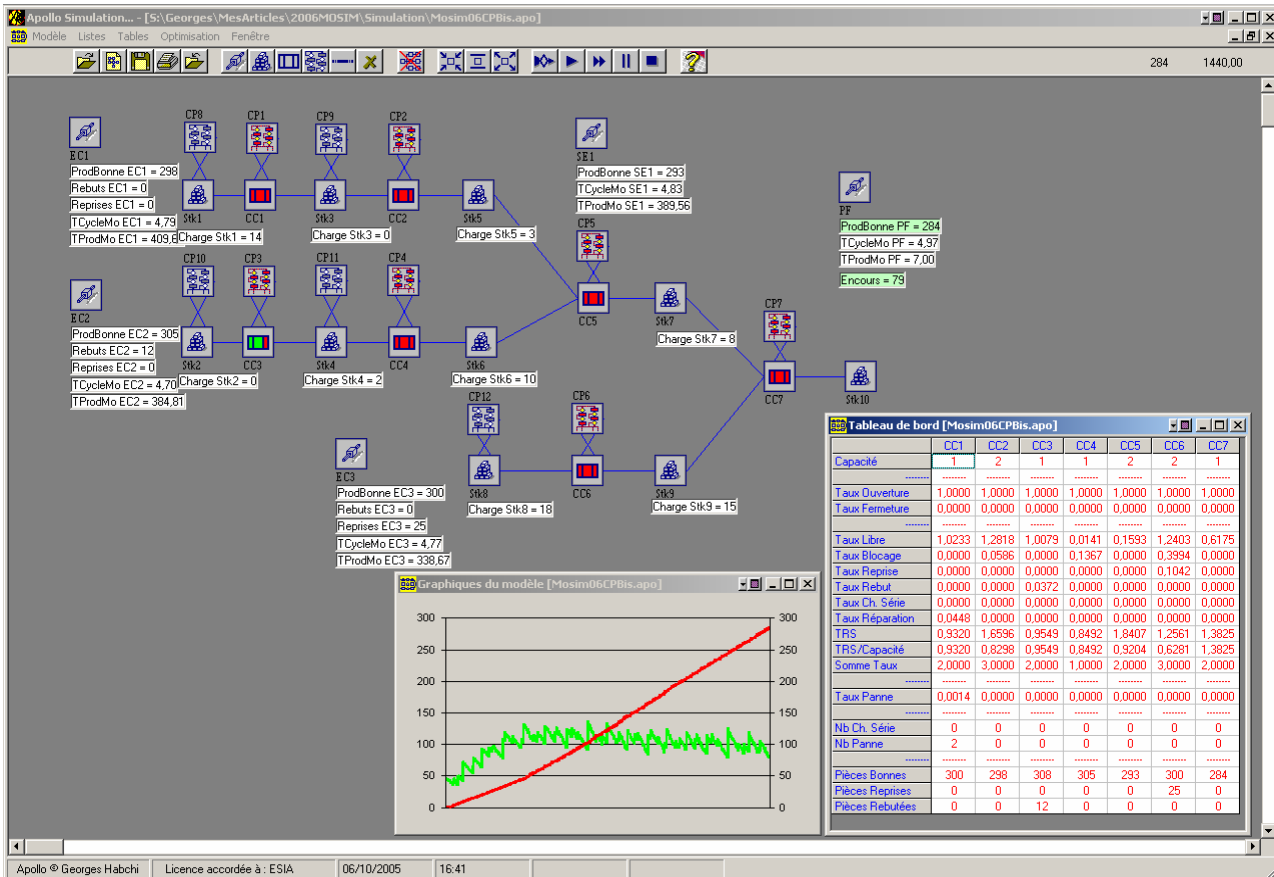 Apollo Simulation... - [S:\Georges\MesArticles\2006MOSIM\Simulation\Mosim06CPBis.apo]
Modèle Listes Tables Optimisation Fenêtre
284 1440,00
CP8 CP1 CP9 CP2
EC1
ProdBonne EC1 = 298
Rebuts EC1 = 0
Reprises EC1 = 0
TCycleMo EC1 = 4,79
TProdMo EC1 = 409,6
Stk1 CC1 Stk3 CC2 Stk5
Charge Stk1 = 14
Charge Stk3 = 0
Charge Stk5 = 3
SE1
ProdBonne SE1 = 293
TCycleMo SE1 = 4,83
TProdMo SE1 = 389,56
CP5
PF
ProdBonne PF = 284
TCycleMo PF = 4,97
TProdMo PF = 7,00
Encours = 79
CP10 CP3 CP11 CP4
EC2
ProdBonne EC2 = 305
Rebuts EC2 = 12
Reprises EC2 = 0
TCycleMo EC2 = 4,70
TProdMo EC2 = 384,81
Stk2 CC3 Stk4 CC4 Stk6
Charge Stk2 = 0
Charge Stk4 = 2
Charge Stk6 = 10
CC5 Stk7
Charge Stk7 = 8
CP7
CC7 Stk10
CP12 CP6
EC3
ProdBonne EC3 = 300
Rebuts EC3 = 0
Reprises EC3 = 25
TCycleMo EC3 = 4,77
TProdMo EC3 = 338,67
Stk8 CC6 Stk9
Charge Stk8 = 18
Charge Stk9 = 15
Graphiques du modèle [Mosim06CPBis.apo]
300 300
250 250
200 200
150 150
100 100
50 50
0 0
Tableau de bord [Mosim06CPBis.apo]
CC1 CC2 CC3 CC4 CC5 CC6 CC7
Capacité 1 2 1 1 2 2 1
-------- ------- ------- ------- ------- ------- ------- -------
Taux Ouverture 1,0000 1,0000 1,0000 1,0000 1,0000 1,0000 1,0000
Taux Fermeture 0,0000 0,0000 0,0000 0,0000 0,0000 0,0000 0,0000
-------- ------- ------- ------- ------- ------- ------- -------
Taux Libre 1,0233 1,2818 1,0079 0,0141 0,1593 1,2403 0,6175
Taux Blocage 0,0000 0,0586 0,0000 0,1367 0,0000 0,3994 0,0000
Taux Reprise 0,0000 0,0000 0,0000 0,0000 0,0000 0,1042 0,0000
Taux Rebut 0,0000 0,0000 0,0372 0,0000 0,0000 0,0000 0,0000
Taux Ch. Série 0,0000 0,0000 0,0000 0,0000 0,0000 0,0000 0,0000
Taux Réparation 0,0448 0,0000 0,0000 0,0000 0,0000 0,0000 0,0000
TRS 0,9320 1,6596 0,9549 0,8492 1,8407 1,2561 1,3825
TRS/Capacité 0,9320 0,8298 0,9549 0,8492 0,9204 0,6281 1,3825
Somme Taux 2,0000 3,0000 2,0000 1,0000 2,0000 3,0000 2,0000
-------- ------- ------- ------- ------- ------- ------- -------
Taux Panne 0,0014 0,0000 0,0000 0,0000 0,0000 0,0000 0,0000
-------- ------- ------- ------- ------- ------- ------- -------
Nb Ch. Série 0 0 0 0 0 0 0
Nb Panne 2 0 0 0 0 0 0
-------- ------- ------- ------- ------- ------- ------- -------
Pièces Bonnes 300 298 308 305 293 300 284
Pièces Reprises 0 0 0 0 0 25 0
Pièces Rebutées 0 0 12 0 0 0 0
Apollo © Georges Habchi Licence accordée à : ESIA 06/10/2005 16:41